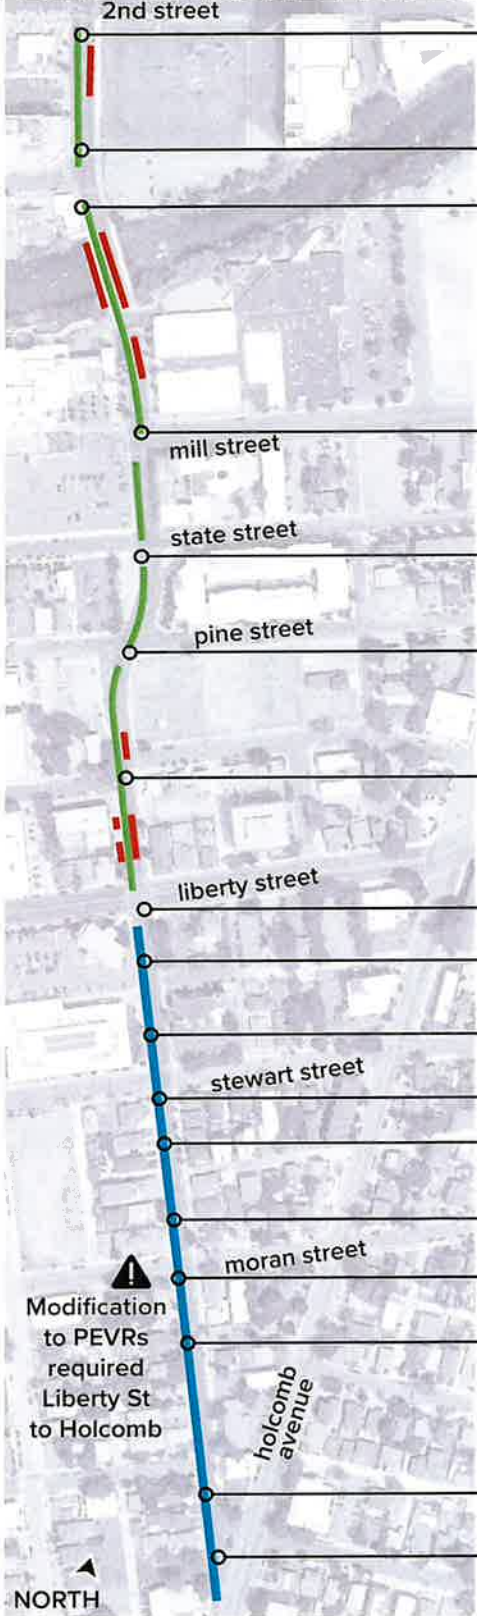 2nd street
mill street
state street
pine street
liberty street
stewart street
moran street
!
Modification
to PEVRs
required
Liberty St
to Holcomb
holcomb
avenue
NORTH